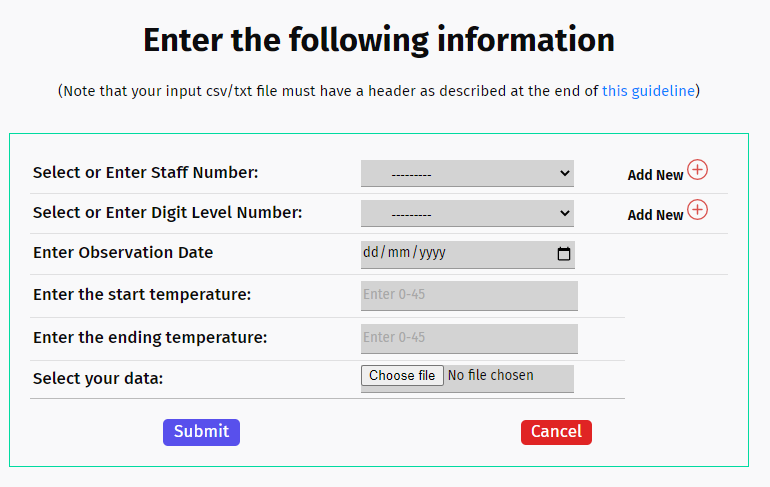 Enter the following information
(Note that your input csv/txt file must have a header as described at the end of this guideline)
Select or Enter Staff Number: --------- Add New
Select or Enter Digit Level Number: --------- Add New
Enter Observation Date dd/mm/yyyy
Enter the start temperature: Enter 0-45
Enter the ending temperature: Enter 0-45
Select your data: Choose file No file chosen
Submit Cancel